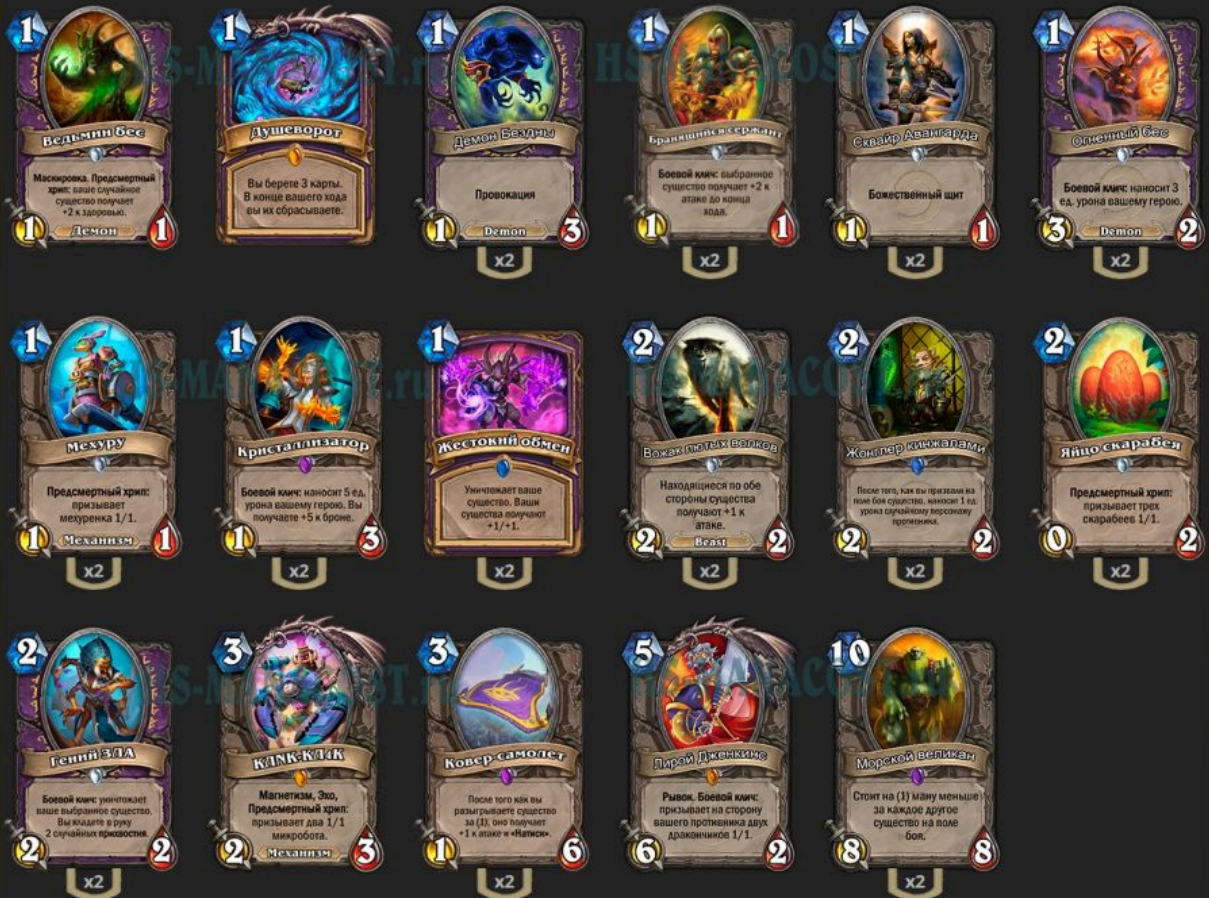 1
Ведьмин бес
Маскировка. Предсмертный
хрип: ваше случайное
существо получает
+2 к здоровью.
1
Демон
1
1
Душеворот
Вы берете 3 карты.
В конце вашего хода
вы их сбрасываете.
1
Демон Бездны
Провокация
1
Demon
3
x2
1
Бранящийся сержант
Боевой клич: выбранное
существо получает +2 к
атаке до конца
хода.
1
1
x2
1
Сквайр Авангарда
Божественный щит
1
1
x2
1
Огненный бес
Боевой клич: наносит 3
ед. урона вашему герою.
3
Demon
2
x2
1
Мехуру
Предсмертный хрип:
призывает
мехуренка 1/1.
1
Механизм
1
x2
1
Кристаллизатор
Боевой клич: наносит 5 ед.
урона вашему герою. Вы
получаете +5 к броне.
1
3
x2
1
Жестокий обмен
Уничтожает ваше
существо. Ваши
существа получают
+1/+1.
x2
2
Вожак лютых волков
Находящиеся по обе
стороны существа
получают +1 к
атаке.
2
Beast
2
x2
2
Жонглер кинжалами
После того, как вы призвали на
поле боя существо, наносит 1 ед.
урона случайному персонажу
противника.
2
2
x2
2
Яйцо скарабея
Предсмертный хрип:
призывает трех
скарабеев 1/1.
0
2
x2
2
Гений ЗЛА
Боевой клич: уничтожает
ваше выбранное существо.
Вы кладете в руку
2 случайных прихвостня.
2
2
x2
3
КЛNK-КЛ4К
Магнетизм, Эхо,
Предсмертный хрип:
призывает два 1/1
микробота.
2
Механизм
3
3
Ковер-самолет
После того как вы
разыгрываете существо
за (1), оно получает
+1 к атаке и «Натиск».
1
6
x2
5
Лирой Дженкинс
Рывок. Боевой клич:
призывает на сторону
вашего противника двух
дракончиков 1/1.
6
2
10
Морской великан
Стоит на (1) ману меньше
за каждое другое
существо на поле
боя.
8
8
x2